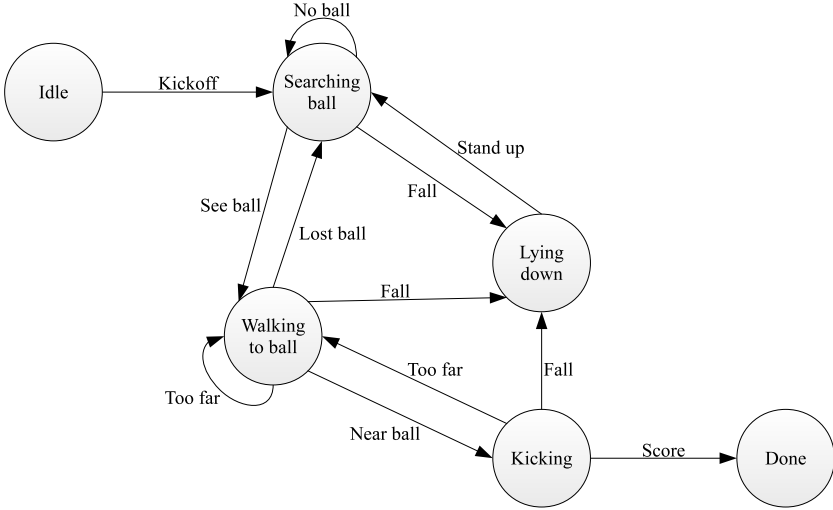 No ball
Idle
Kickoff
Searching
ball
Stand up
See ball
Fall
Lost ball
Lying
down
Fall
Walking
to ball
Too far
Too far
Fall
Near ball
Kicking
Score
Done